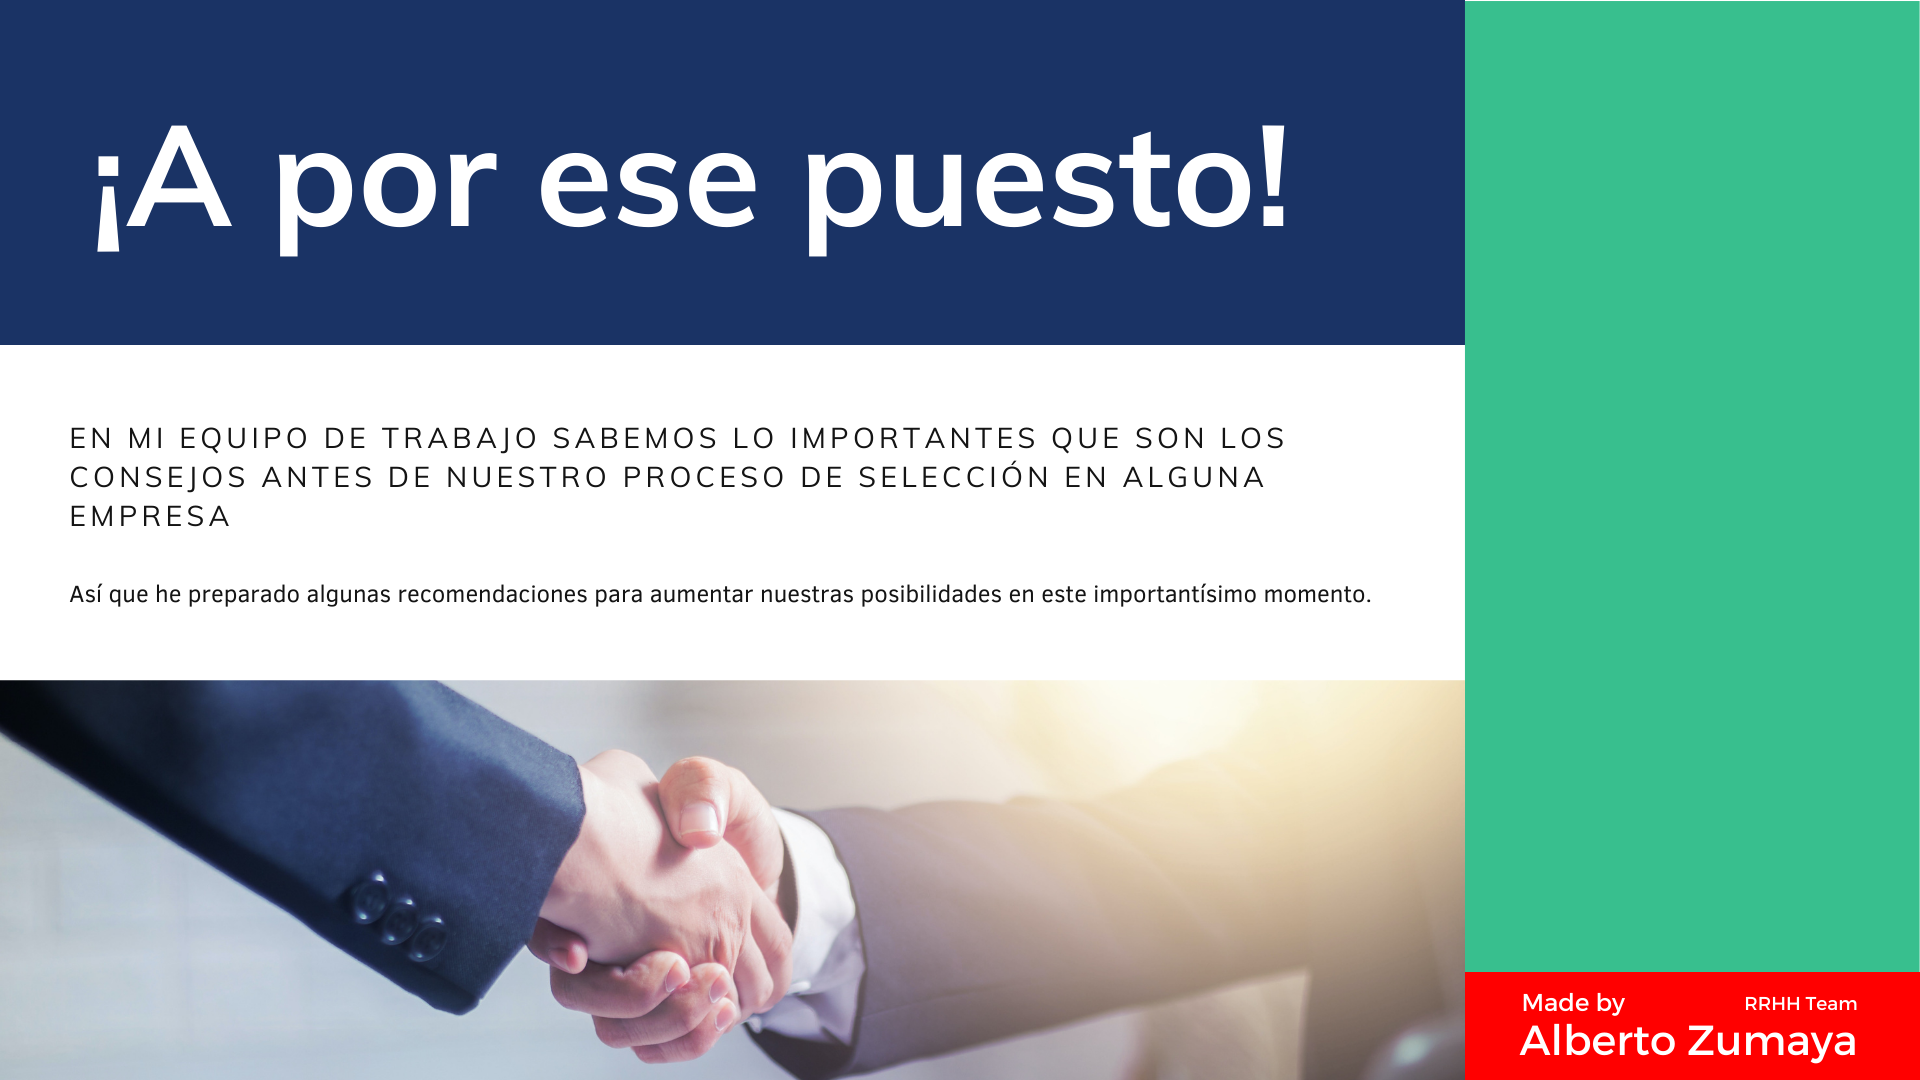 ¡A por ese puesto!
EN MI EQUIPO DE TRABAJO SABEMOS LO IMPORTANTES QUE SON LOS
CONSEJOS ANTES DE NUESTRO PROCESO DE SELECCIÓN EN ALGUNA
EMPRESA
Así que he preparado algunas recomendaciones para aumentar nuestras posibilidades en este importantísimo momento.
Made by RRHH Team
Alberto Zumaya